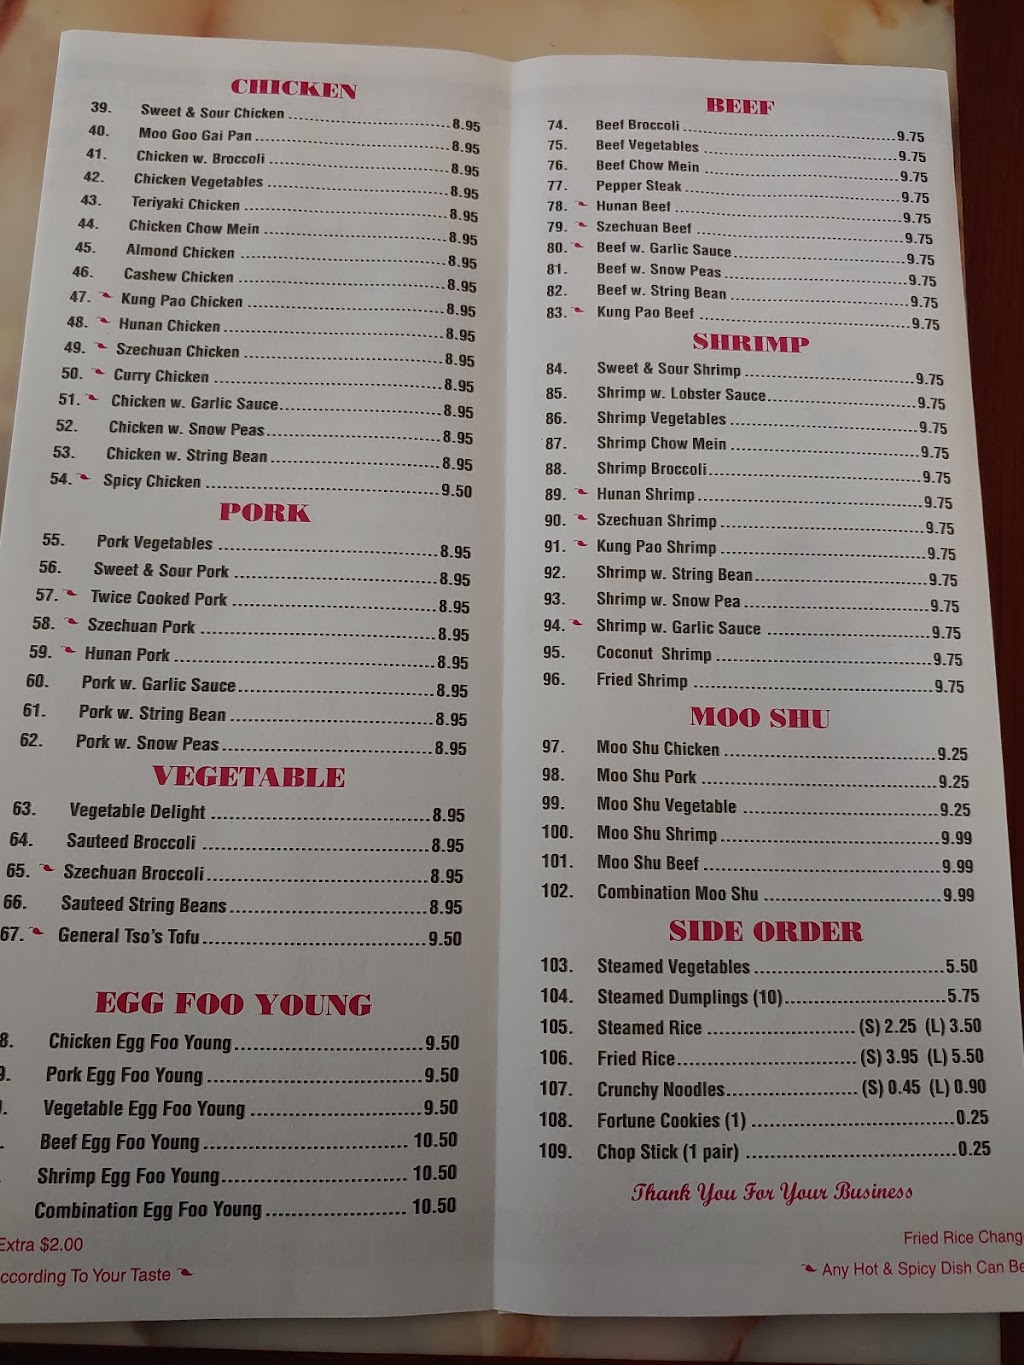 CHICKEN
39. Sweet & Sour Chicken 8.95
40. Moo Goo Gai Pan 8.95
41. Chicken w. Broccoli 8.95
42. Chicken Vegetables 8.95
43. Teriyaki Chicken 8.95
44. Chicken Chow Mein 8.95
45. Almond Chicken 8.95
46. Cashew Chicken 8.95
47. Kung Pao Chicken 8.95
48. Hunan Chicken 8.95
49. Szechuan Chicken 8.95
50. Curry Chicken 8.95
51. Chicken w. Garlic Sauce 8.95
52. Chicken w. Snow Peas 8.95
53. Chicken w. String Bean 8.95
54. Spicy Chicken 9.50
PORK
55. Pork Vegetables 8.95
56. Sweet & Sour Pork 8.95
57. Twice Cooked Pork 8.95
58. Szechuan Pork 8.95
59. Hunan Pork 8.95
60. Pork w. Garlic Sauce 8.95
61. Pork w. String Bean 8.95
62. Pork w. Snow Peas 8.95
VEGETABLE
63. Vegetable Delight 8.95
64. Sauteed Broccoli 8.95
65. Szechuan Broccoli 8.95
66. Sauteed String Beans 8.95
67. General Tso's Tofu 9.50
EGG FOO YOUNG
8. Chicken Egg Foo Young 9.50
9. Pork Egg Foo Young 9.50
Vegetable Egg Foo Young 9.50
Beef Egg Foo Young 10.50
Shrimp Egg Foo Young 10.50
Combination Egg Foo Young 10.50
Extra $2.00
ccording To Your Taste
BEEF
74. Beef Broccoli 9.75
75. Beef Vegetables 9.75
76. Beef Chow Mein 9.75
77. Pepper Steak 9.75
78. Hunan Beef 9.75
79. Szechuan Beef 9.75
80. Beef w. Garlic Sauce 9.75
81. Beef w. Snow Peas 9.75
82. Beef w. String Bean 9.75
83. Kung Pao Beef 9.75
SHRIMP
84. Sweet & Sour Shrimp 9.75
85. Shrimp w. Lobster Sauce 9.75
86. Shrimp Vegetables 9.75
87. Shrimp Chow Mein 9.75
88. Shrimp Broccoli 9.75
89. Hunan Shrimp 9.75
90. Szechuan Shrimp 9.75
91. Kung Pao Shrimp 9.75
92. Shrimp w. String Bean 9.75
93. Shrimp w. Snow Pea 9.75
94. Shrimp w. Garlic Sauce 9.75
95. Coconut Shrimp 9.75
96. Fried Shrimp 9.75
MOO SHU
97. Moo Shu Chicken 9.25
98. Moo Shu Pork 9.25
99. Moo Shu Vegetable 9.25
100. Moo Shu Shrimp 9.99
101. Moo Shu Beef 9.99
102. Combination Moo Shu 9.99
SIDE ORDER
103. Steamed Vegetables 5.50
104. Steamed Dumplings (10) 5.75
105. Steamed Rice (S) 2.25 (L) 3.50
106. Fried Rice (S) 3.95 (L) 5.50
107. Crunchy Noodles (S) 0.45 (L) 0.90
108. Fortune Cookies (1) 0.25
109. Chop Stick (1 pair) 0.25
Thank You For Your Business
Fried Rice Chang
Any Hot & Spicy Dish Can Be